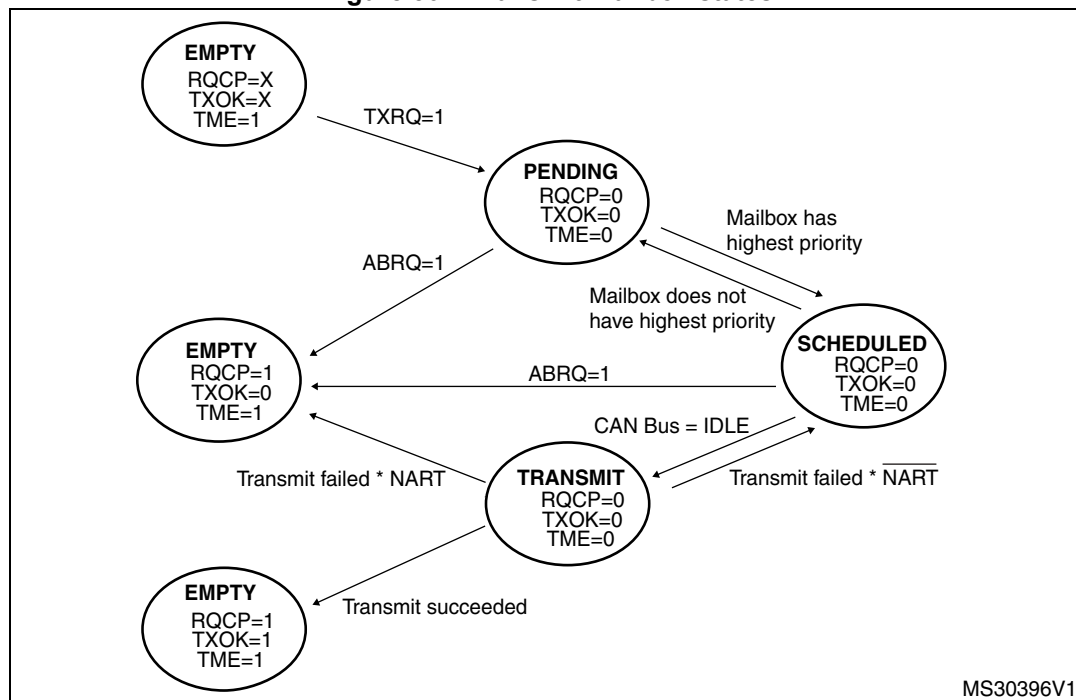 EMPTY
RQCP=X
TXOK=X
TME=1
TXRQ=1
PENDING
RQCP=0
TXOK=0
TME=0
Mailbox has
highest priority
ABRQ=1
Mailbox does not
have highest priority
EMPTY
RQCP=1
TXOK=0
TME=1
SCHEDULED
RQCP=0
TXOK=0
TME=0
ABRQ=1
CAN Bus = IDLE
Transmit failed * NART
TRANSMIT
RQCP=0
TXOK=0
TME=0
Transmit failed * N̅A̅R̅T̅
EMPTY
RQCP=1
TXOK=1
TME=1
Transmit succeeded
MS30396V1